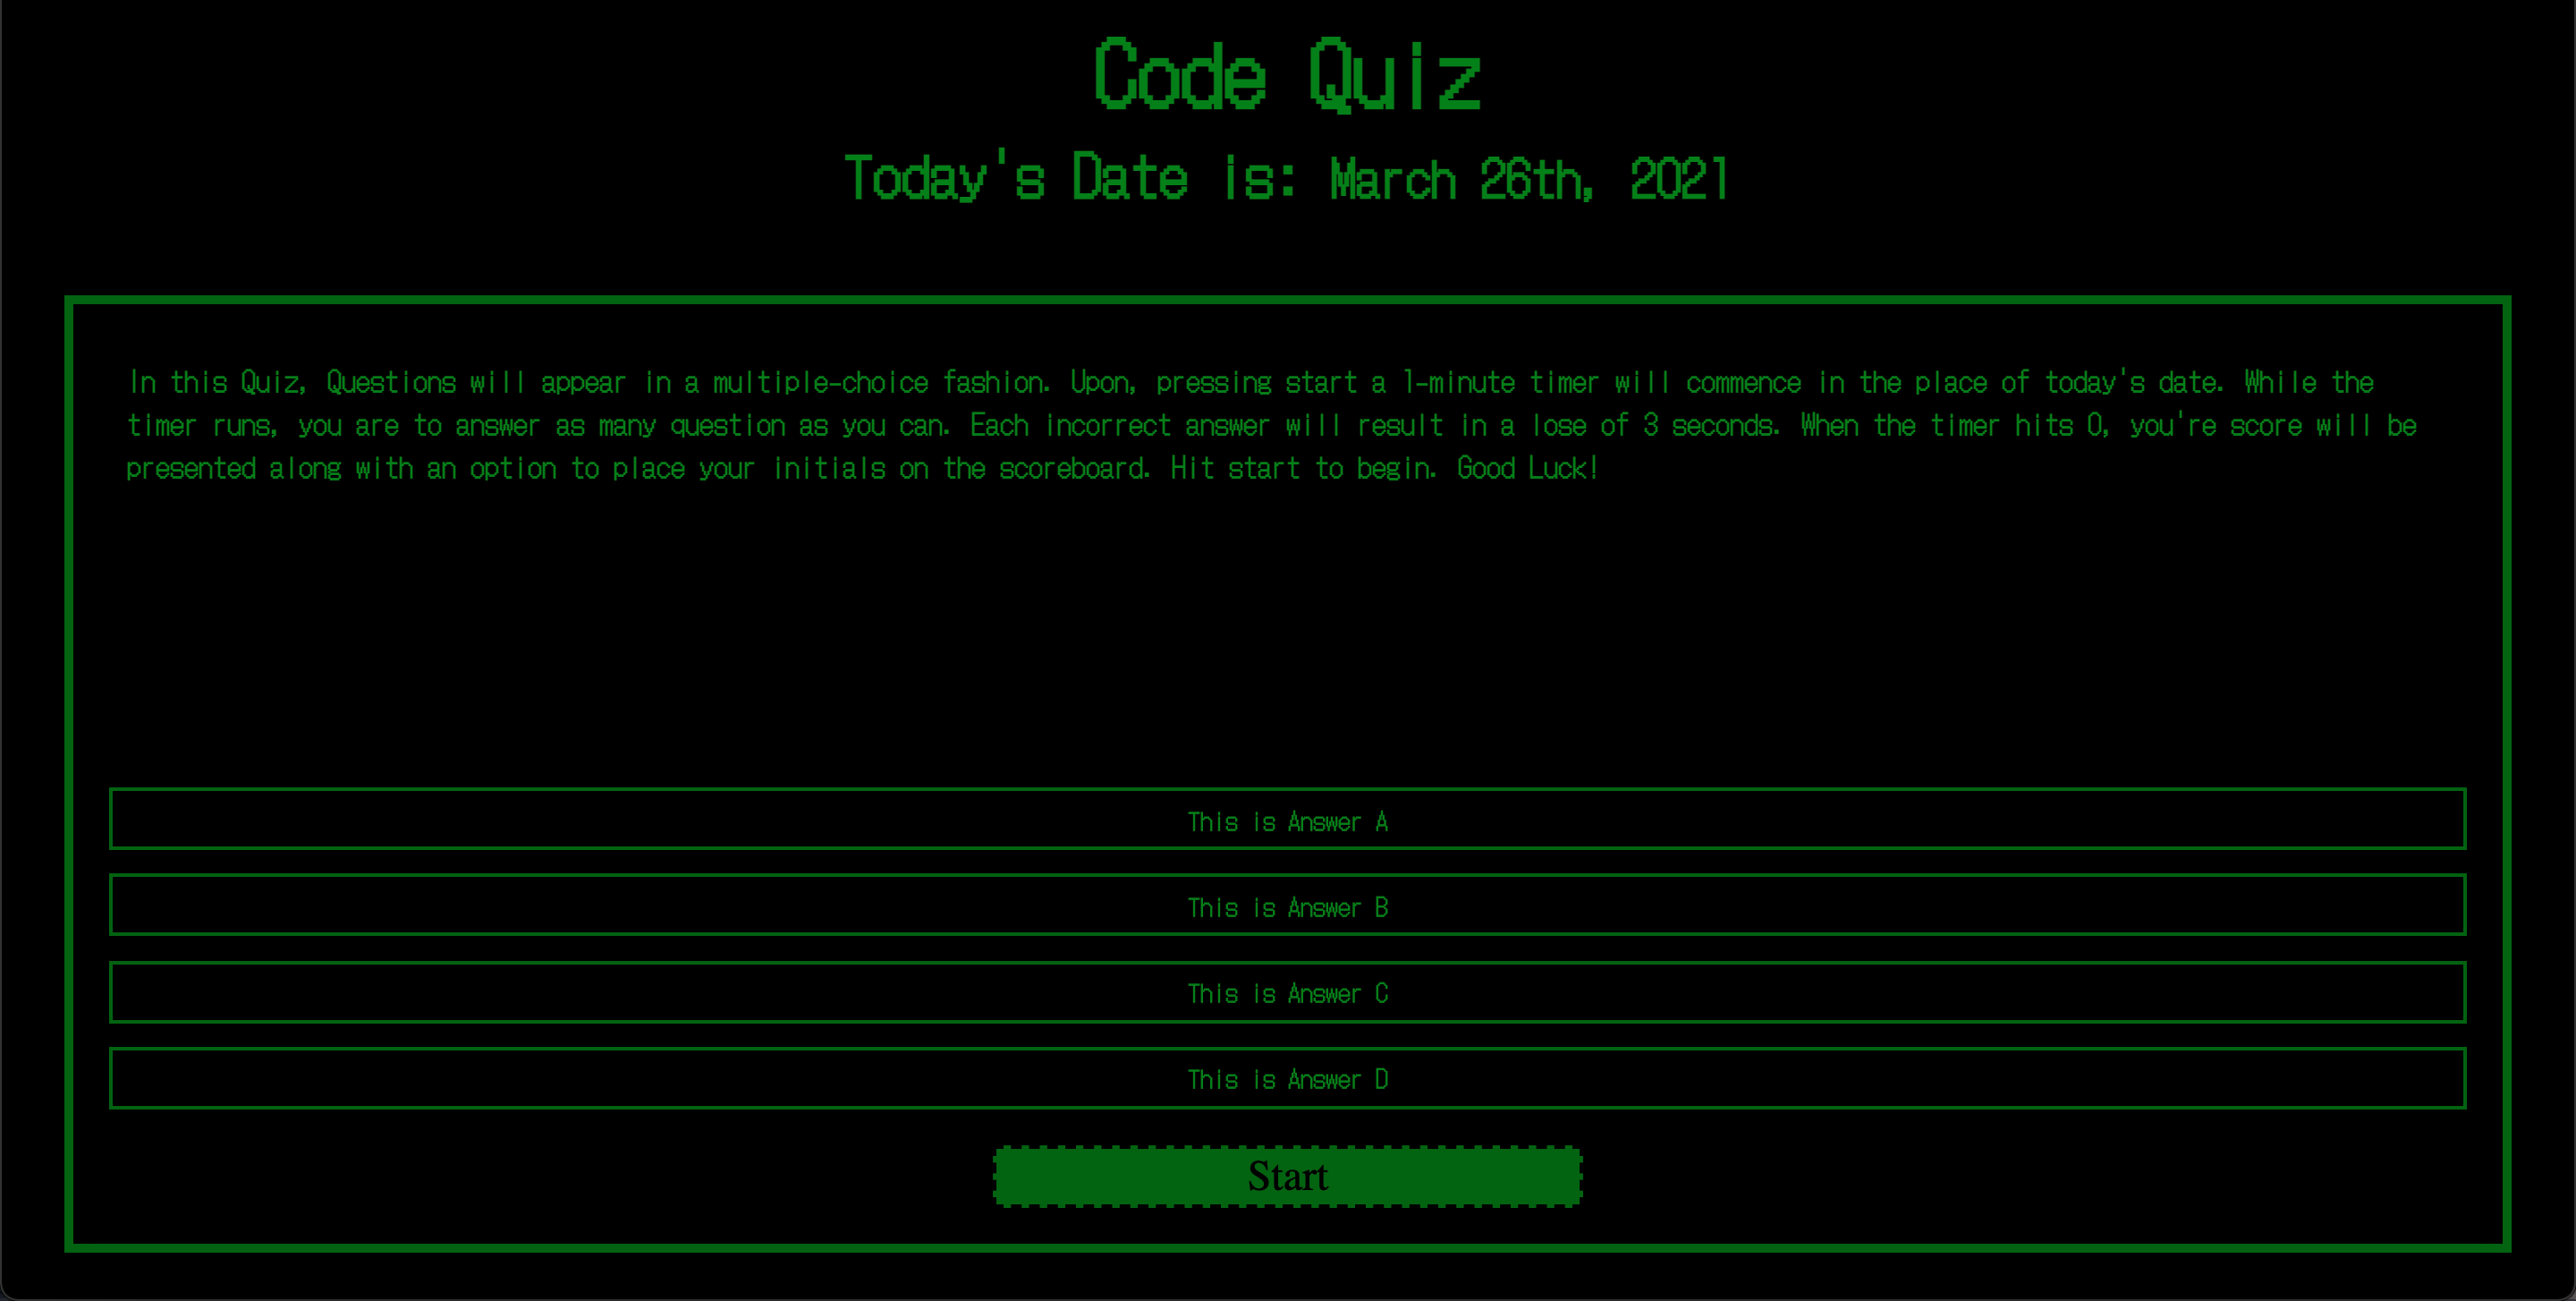 Code Quiz
Today's Date is: March 26th, 2021
In this Quiz, Questions will appear in a multiple-choice fashion. Upon, pressing start a 1-minute timer will commence in the place of today's date. While the
timer runs, you are to answer as many question as you can. Each incorrect answer will result in a lose of 3 seconds. When the timer hits 0, you're score will be
presented along with an option to place your initials on the scoreboard. Hit start to begin. Good Luck!
This is Answer A
This is Answer B
This is Answer C
This is Answer D
Start